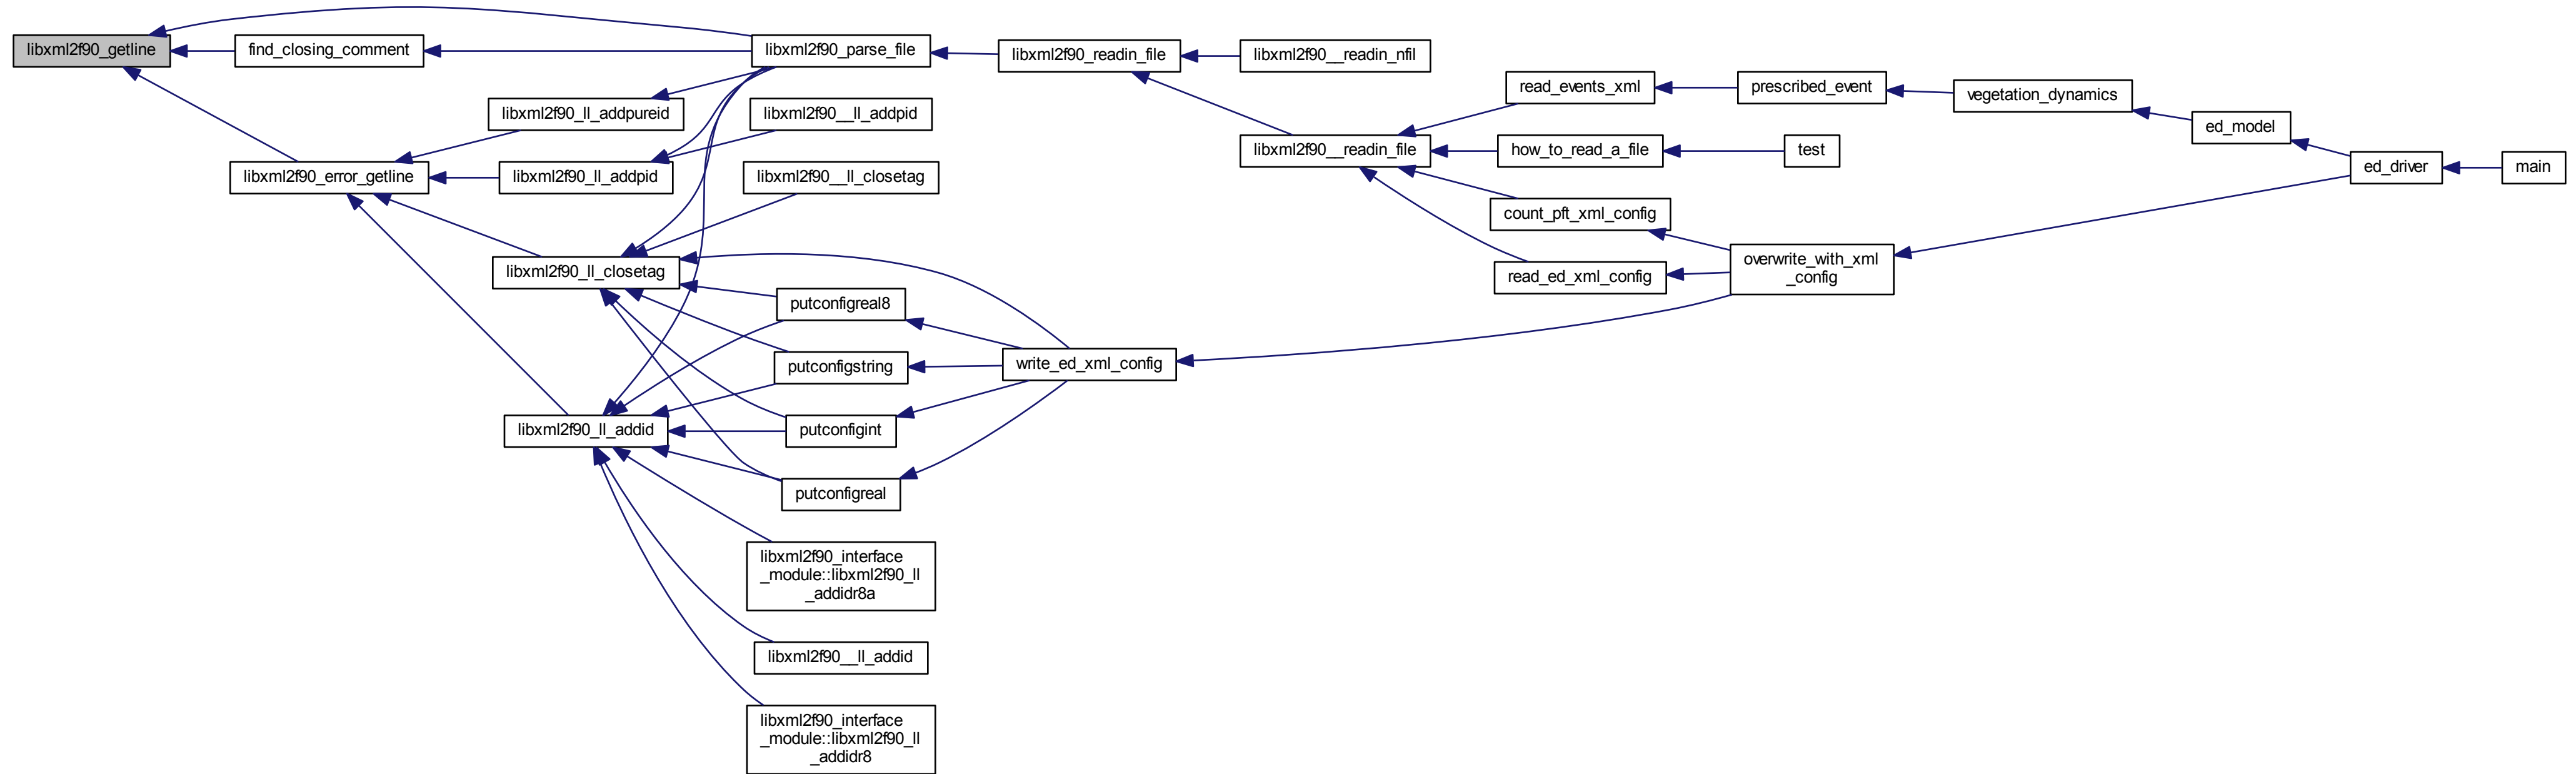 libxml2f90_getline
find_closing_comment
libxml2f90_error_getline
libxml2f90_ll_addpureid
libxml2f90_ll_addpid
libxml2f90_ll_closetag
libxml2f90_ll_addid
libxml2f90_parse_file
libxml2f90__ll_addpid
libxml2f90__ll_closetag
putconfigreal8
putconfigstring
putconfigint
putconfigreal
libxml2f90_interface
_module::libxml2f90_ll
_addidr8a
libxml2f90__ll_addid
libxml2f90_interface
_module::libxml2f90_ll
_addidr8
libxml2f90_readin_file
write_ed_xml_config
libxml2f90__readin_nfil
libxml2f90__readin_file
read_events_xml
how_to_read_a_file
count_pft_xml_config
read_ed_xml_config
prescribed_event
test
overwrite_with_xml
_config
vegetation_dynamics
ed_model
ed_driver
main